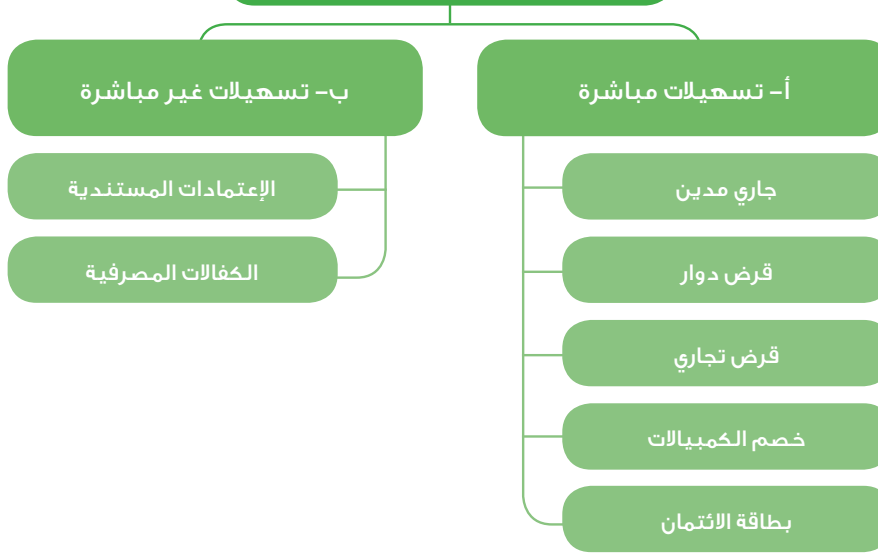 أ- تسهيلات مباشرة
جاري مدين
قرض دوار
قرض تجاري
خصم الكمبيالات
بطاقة الائتمان
ب- تسهيلات غير مباشرة
الإعتمادات المستندية
الكفالات المصرفية